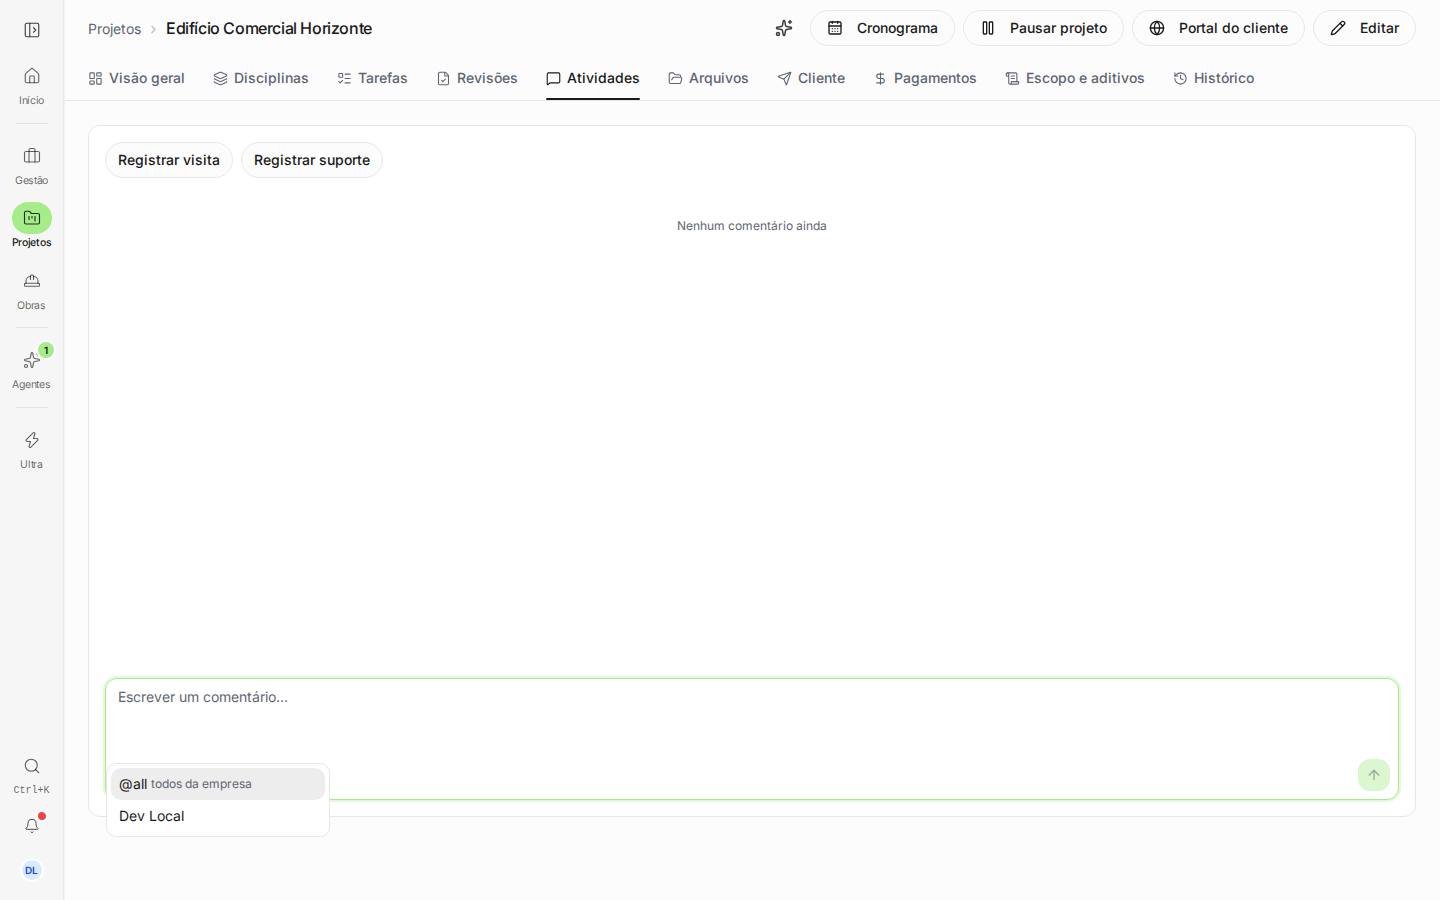 Projetos › Edifício Comercial Horizonte
Cronograma
Pausar projeto
Portal do cliente
Editar
Visão geral
Disciplinas
Tarefas
Revisões
Atividades
Arquivos
Cliente
Pagamentos
Escopo e aditivos
Histórico
Início
Gestão
Projetos
Obras
1
Agentes
Ultra
Ctrl+K
DL
Registrar visita
Registrar suporte
Nenhum comentário ainda
Escrever um comentário...
@all todos da empresa
Dev Local